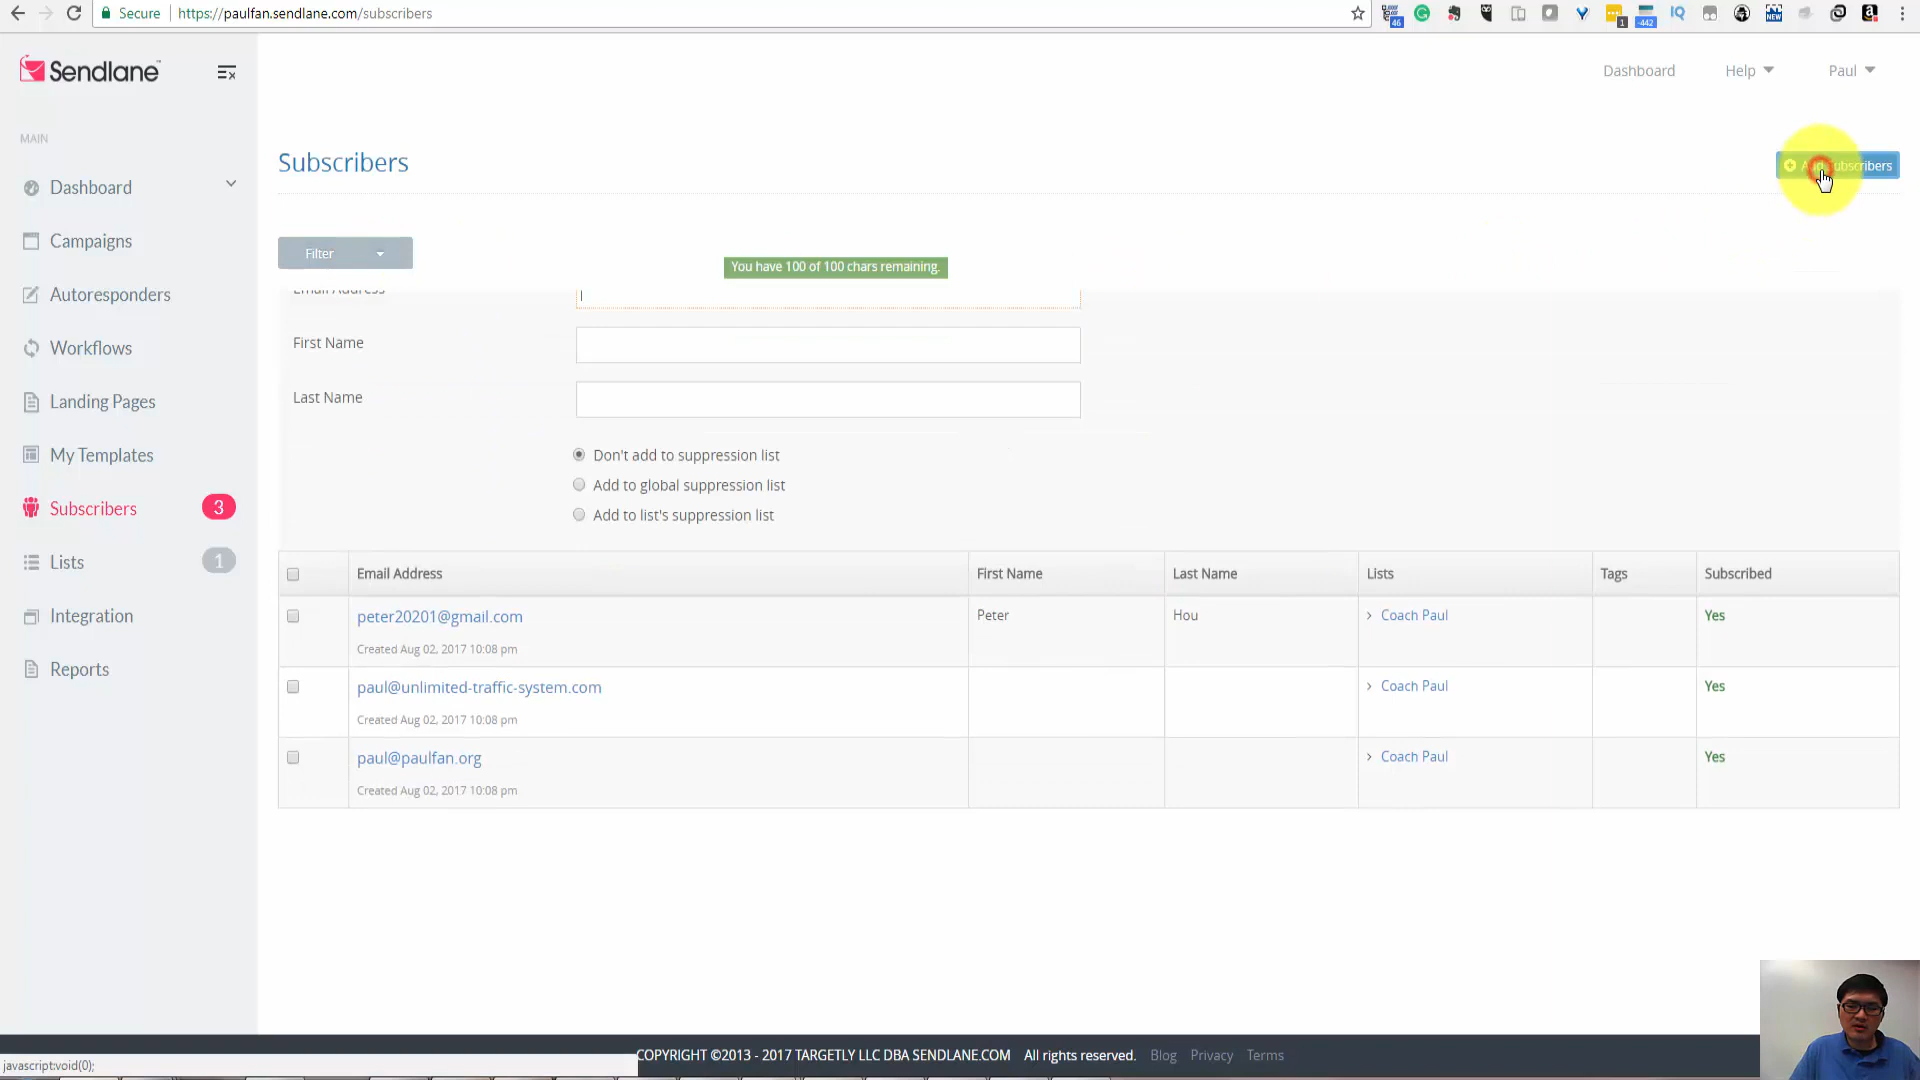 Secure
https://paulfan.sendlane.com/subscribers
46
1
-442
IQ
NEW
Sendlane
Dashboard
Help
Paul
MAIN
Dashboard
Campaigns
Autoresponders
Workflows
Landing Pages
My Templates
Subscribers 3
Lists 1
Integration
Reports
Subscribers
Add Subscribers
Filter
You have 100 of 100 chars remaining.
Email Address
First Name
Last Name
Don't add to suppression list
Add to global suppression list
Add to list's suppression list
Email Address First Name Last Name Lists Tags Subscribed
peter20201@gmail.com Peter Hou Coach Paul Yes
Created Aug 02, 2017 10:08 pm
paul@unlimited-traffic-system.com Coach Paul Yes
Created Aug 02, 2017 10:08 pm
paul@paulfan.org Coach Paul Yes
Created Aug 02, 2017 10:08 pm
COPYRIGHT ©2013 - 2017 TARGETLY LLC DBA SENDLANE.COM All rights reserved. Blog Privacy Terms
javascript:void(0);